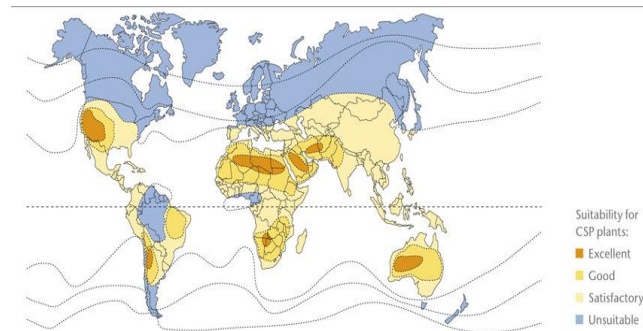 Suitability for
CSP plants:
Excellent
Good
Satisfactory
Unsuitable